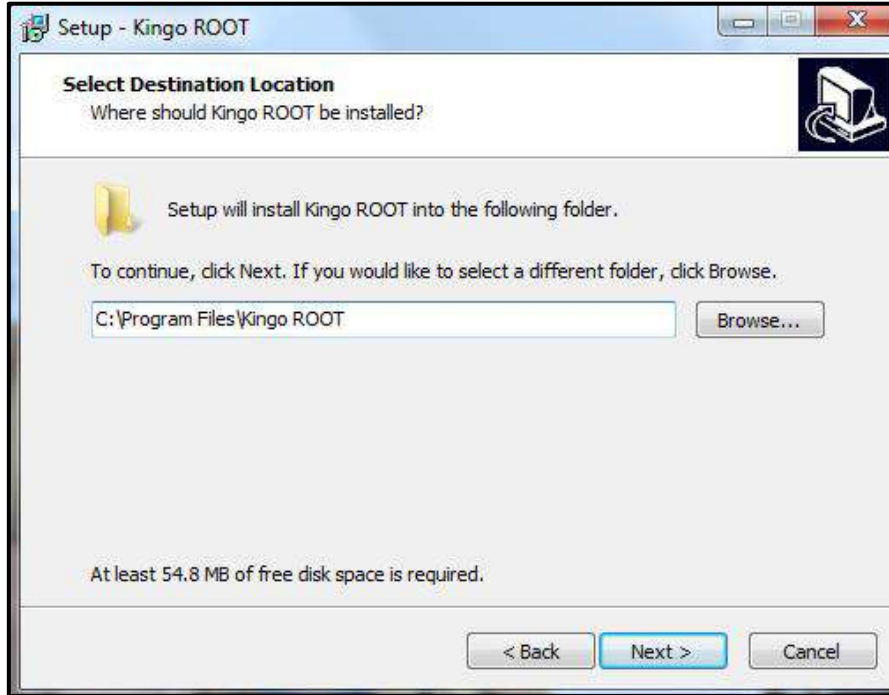 Setup - Kingo ROOT
Select Destination Location
Where should Kingo ROOT be installed?
Setup will install Kingo ROOT into the following folder.
To continue, click Next. If you would like to select a different folder, click Browse.
C:\Program Files\Kingo ROOT
Browse...
At least 54.8 MB of free disk space is required.
< Back
Next >
Cancel